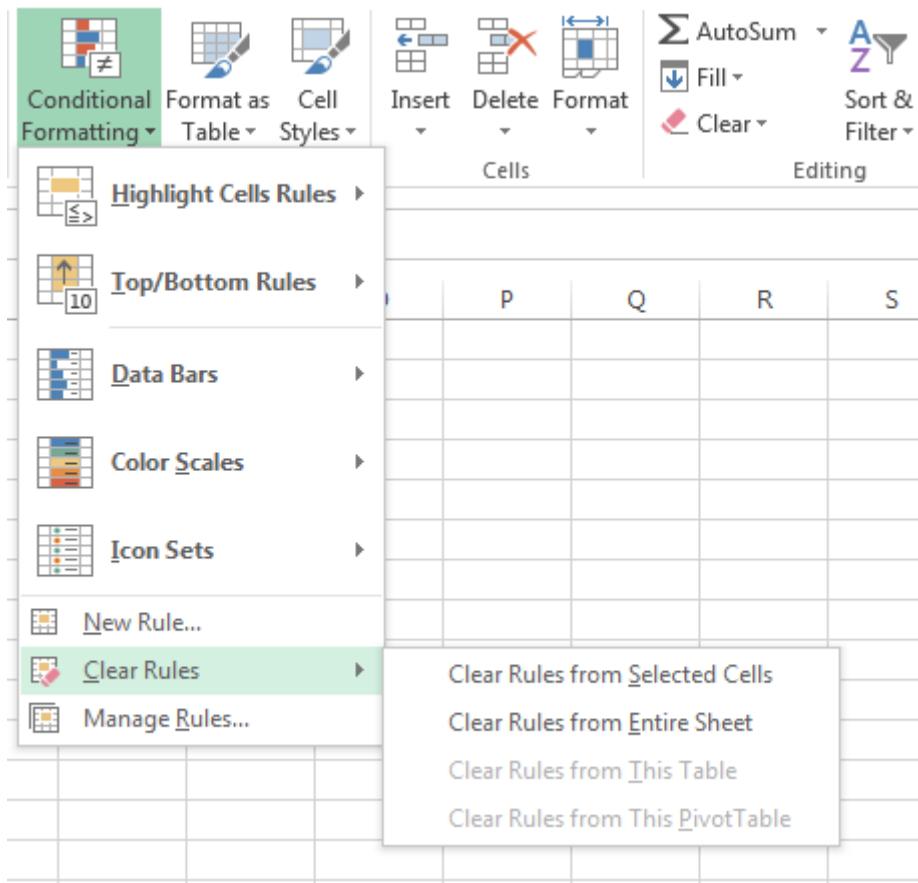 Conditional Formatting
Format as Table
Cell Styles
Insert
Delete
Format
Cells
AutoSum
Fill
Clear
Sort & Filter
Editing
≠
A
Z
Highlight Cells Rules
≤>
Top/Bottom Rules
10
Data Bars
Color Scales
Icon Sets
New Rule...
Clear Rules
Manage Rules...
P Q R S
Clear Rules from Selected Cells
Clear Rules from Entire Sheet
Clear Rules from This Table
Clear Rules from This PivotTable